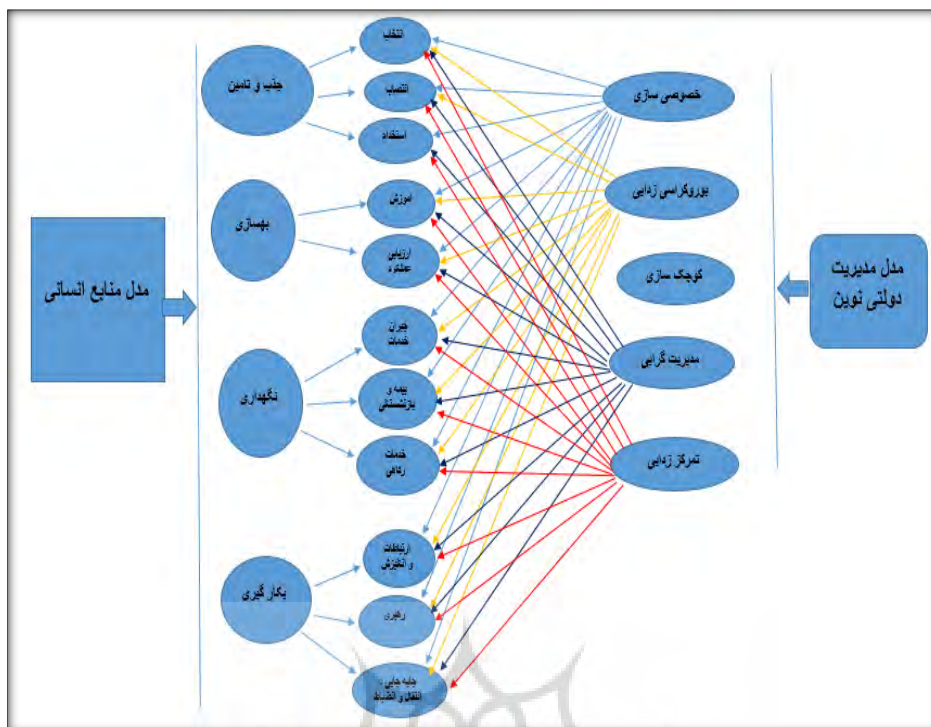 مدل مدیریت
دولتی نوین
خصوصی سازی
بوروکراسی زدایی
کوچک سازی
مدیریت گرایی
تمرکز زدایی
انتخاب
انتصاب
استخدام
آموزش
ارزیابی
عملکرد
جبران
خدمات
بیمه و
بازنشستگی
خدمات
رفاهی
ارتباطات
و انگیزش
رهبری
جابه جایی ،
انتقال و انضباط
جذب و تامین
بهسازی
نگهداری
بکار گیری
مدل منابع انسانی